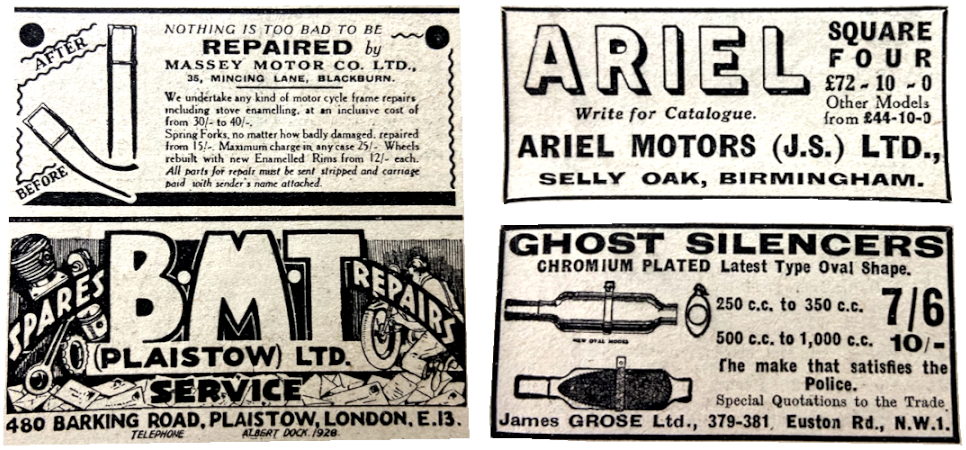 AFTER
BEFORE
NOTHING IS TOO BAD TO BE
REPAIRED by
MASSEY MOTOR CO. LTD.,
35, MINCING LANE, BLACKBURN.
We undertake any kind of motor cycle frame repairs
including stove enamelling, at an inclusive cost of
from 30/- to 40/-.
Spring Forks, no matter how badly damaged, repaired
from 15/-. Maximum charge in any case 25/- Wheels
rebuilt with new Enamelled Rims from 12/- each.
All parts for repair must be sent stripped and carriage
paid with sender's name attached.
SPARES
B.M.T
REPAIRS
(PLAISTOW) LTD.
SERVICE
480 BARKING ROAD, PLAISTOW, LONDON, E.13.
TELEPHONE ALBERT DOCK. 1928.
ARIEL
SQUARE
FOUR
£72-10-0
Other Models
from £44-10-0
Write for Catalogue.
ARIEL MOTORS (J.S.) LTD.,
SELLY OAK, BIRMINGHAM.
GHOST SILENCERS
CHROMIUM PLATED Latest Type Oval Shape.
250 c.c. to 350 c.c. 7/6
NEW OVAL MODEL
500 c.c. to 1,000 c.c. 10/-
The make that satisfies the
Police.
Special Quotations to the Trade
James GROSE Ltd., 379-381, Euston Rd., N.W.1.